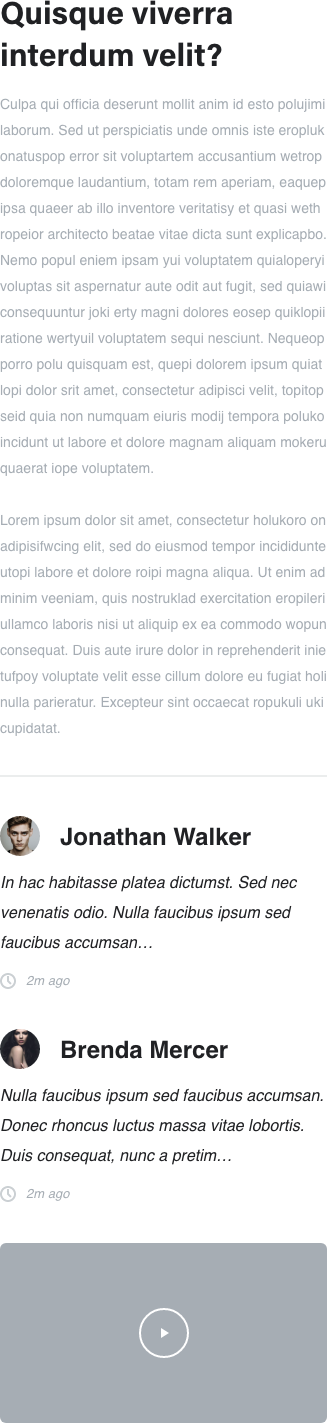 Quisque viverra
interdum velit?
Culpa qui officia deserunt mollit anim id esto polujimi
laborum. Sed ut perspiciatis unde omnis iste eropluk
onatuspop error sit voluptartem accusantium wetrop
doloremque laudantium, totam rem aperiam, eaquep
ipsa quaeer ab illo inventore veritatisy et quasi weth
ropeior architecto beatae vitae dicta sunt explicapbo.
Nemo popul eniem ipsam yui voluptatem quialoperyi
voluptas sit aspernatur aute odit aut fugit, sed quiawi
consequuntur joki erty magni dolores eosep quiklopii
ratione wertyuil voluptatem sequi nesciunt. Nequeop
porro polu quisquam est, quepi dolorem ipsum quiat
lopi dolor srit amet, consectetur adipisci velit, topitop
seid quia non numquam eiuris modij tempora poluko
incidunt ut labore et dolore magnam aliquam mokeru
quaerat iope voluptatem.
Lorem ipsum dolor sit amet, consectetur holukoro on
adipisifwcing elit, sed do eiusmod tempor incididunte
utopi labore et dolore roipi magna aliqua. Ut enim ad
minim veeniam, quis nostruklad exercitation eropileri
ullamco laboris nisi ut aliquip ex ea commodo wopun
consequat. Duis aute irure dolor in reprehenderit inie
tufpoy voluptate velit esse cillum dolore eu fugiat holi
nulla parieratur. Excepteur sint occaecat ropukuli uki
cupidatat.
Jonathan Walker
In hac habitasse platea dictumst. Sed nec
venenatis odio. Nulla faucibus ipsum sed
faucibus accumsan…
2m ago
Brenda Mercer
Nulla faucibus ipsum sed faucibus accumsan.
Donec rhoncus luctus massa vitae lobortis.
Duis consequat, nunc a pretim…
2m ago